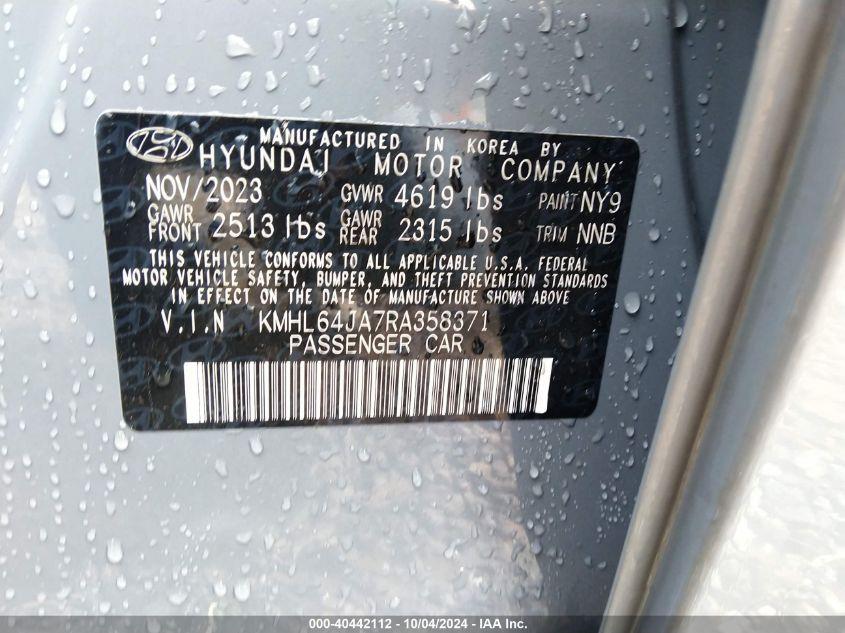 MANUFACTURED IN KOREA BY
HYUNDAI MOTOR COMPANY
NOV/2023 GVWR 4619 lbs PAINT NY9
GAWR FRONT 2513 lbs GAWR REAR 2315 lbs TRIM NNB
THIS VEHICLE CONFORMS TO ALL APPLICABLE U.S.A. FEDERAL
MOTOR VEHICLE SAFETY, BUMPER, AND THEFT PREVENTION STANDARDS
IN EFFECT ON THE DATE OF MANUFACTURE SHOWN ABOVE
V.I.N KMHL64JA7RA358371
PASSENGER CAR
000-40442112 - 10/04/2024 - IAA Inc.